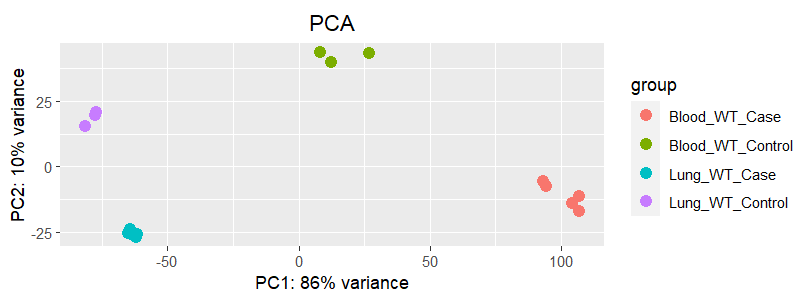 PCA
PC2: 10% variance
25
0
-25
-50
0
50
100
PC1: 86% variance
group
Blood_WT_Case
Blood_WT_Control
Lung_WT_Case
Lung_WT_Control